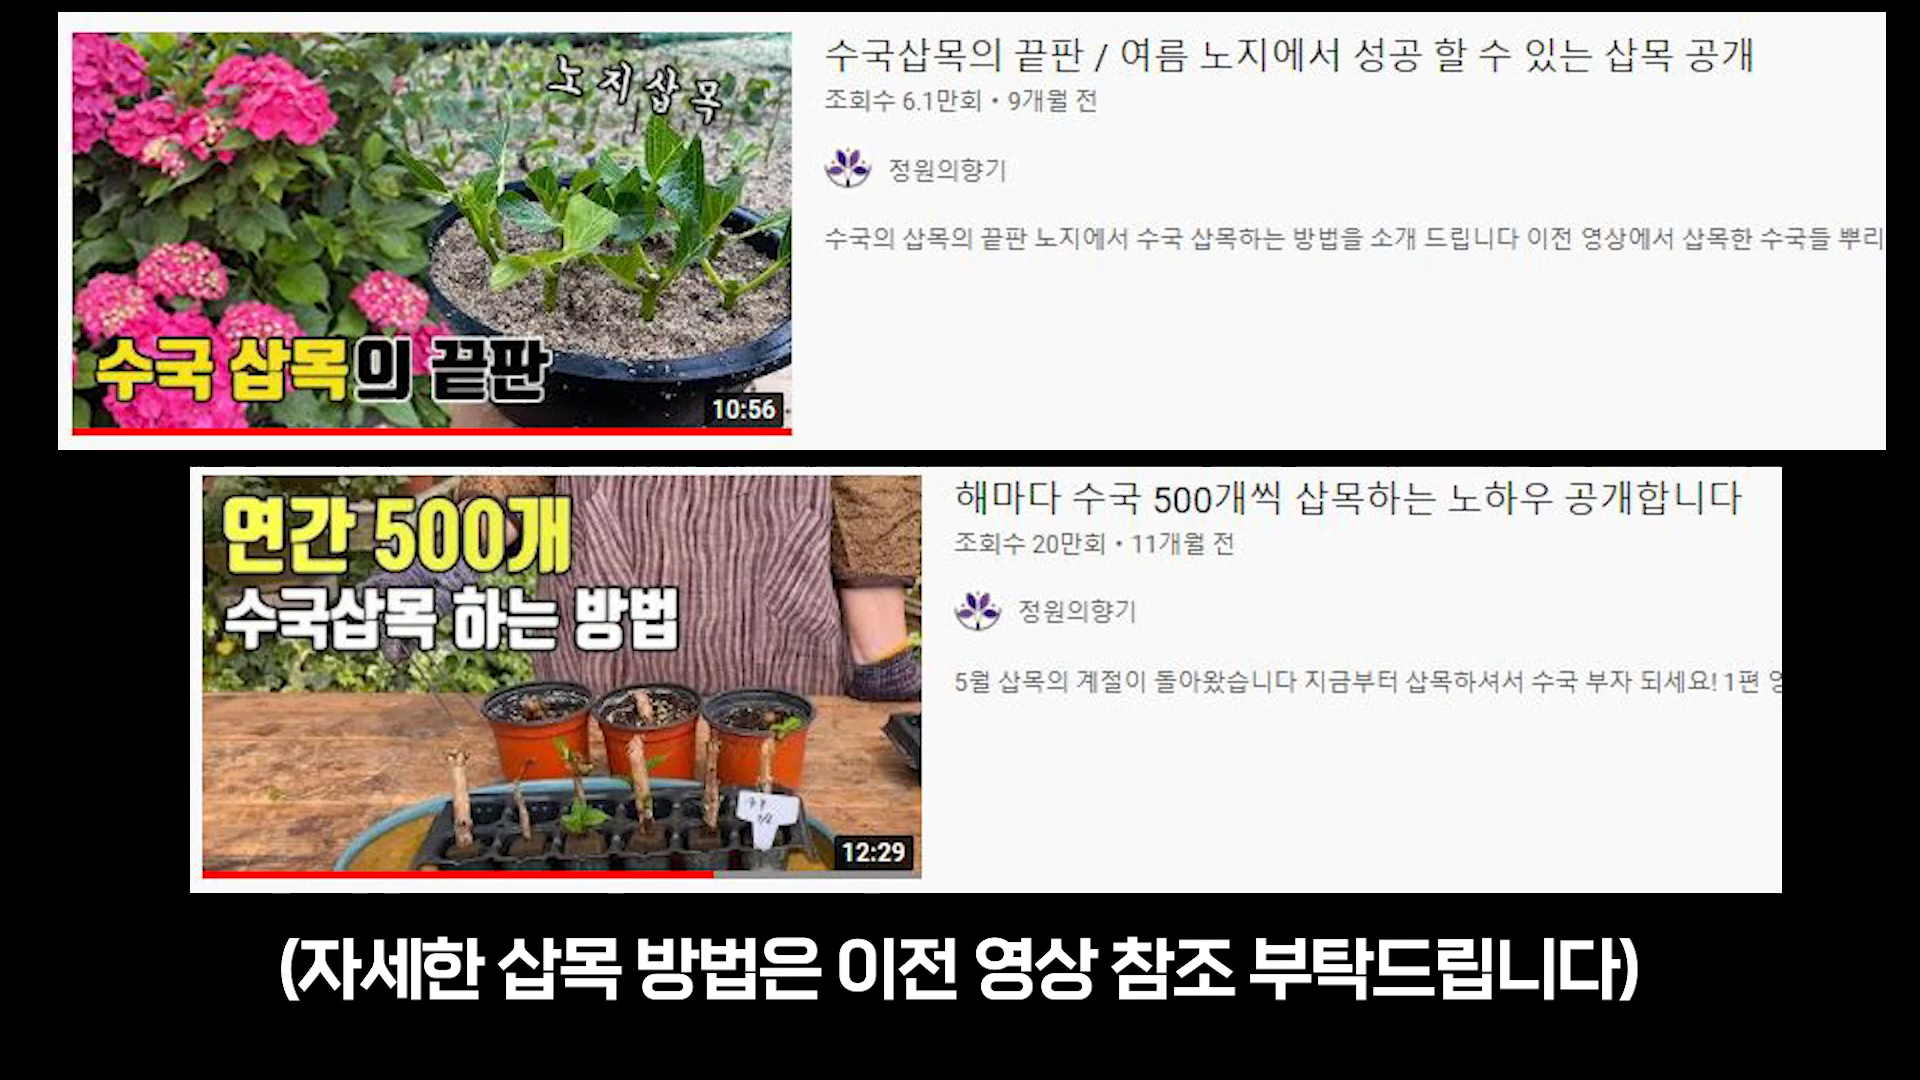 노지삽목
수국 삽목의 끝판
10:56
수국삽목의 끝판 / 여름 노지에서 성공 할 수 있는 삽목 공개
조회수 6.1만회 • 9개월 전
정원의향기
수국의 삽목의 끝판 노지에서 수국 삽목하는 방법을 소개 드립니다 이전 영상에서 삽목한 수국들 뿌리
연간 500개
수국삽목 하는 방법
12:29
해마다 수국 500개씩 삽목하는 노하우 공개합니다
조회수 20만회 • 11개월 전
정원의향기
5월 삽목의 계절이 돌아왔습니다 지금부터 삽목하셔서 수국 부자 되세요! 1편
(자세한 삽목 방법은 이전 영상 참조 부탁드립니다)